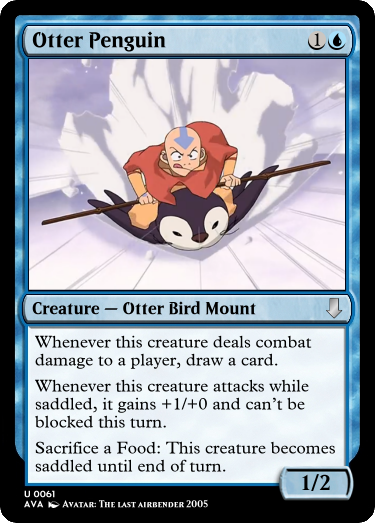 Otter Penguin 1
Creature — Otter Bird Mount
Whenever this creature deals combat
damage to a player, draw a card.
Whenever this creature attacks while
saddled, it gains +1/+0 and can't be
blocked this turn.
Sacrifice a Food: This creature becomes
saddled until end of turn.
1/2
U 0061
AVA Avatar: The last airbender 2005